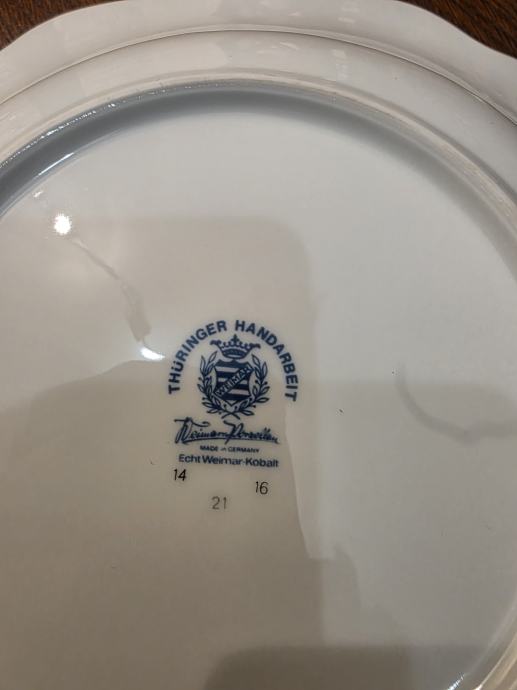 THÜRINGER HANDARBEIT
WEIMAR
Weimar Porzellan
MADE IN GERMANY
Echt Weimar-Kobalt
14 16
21